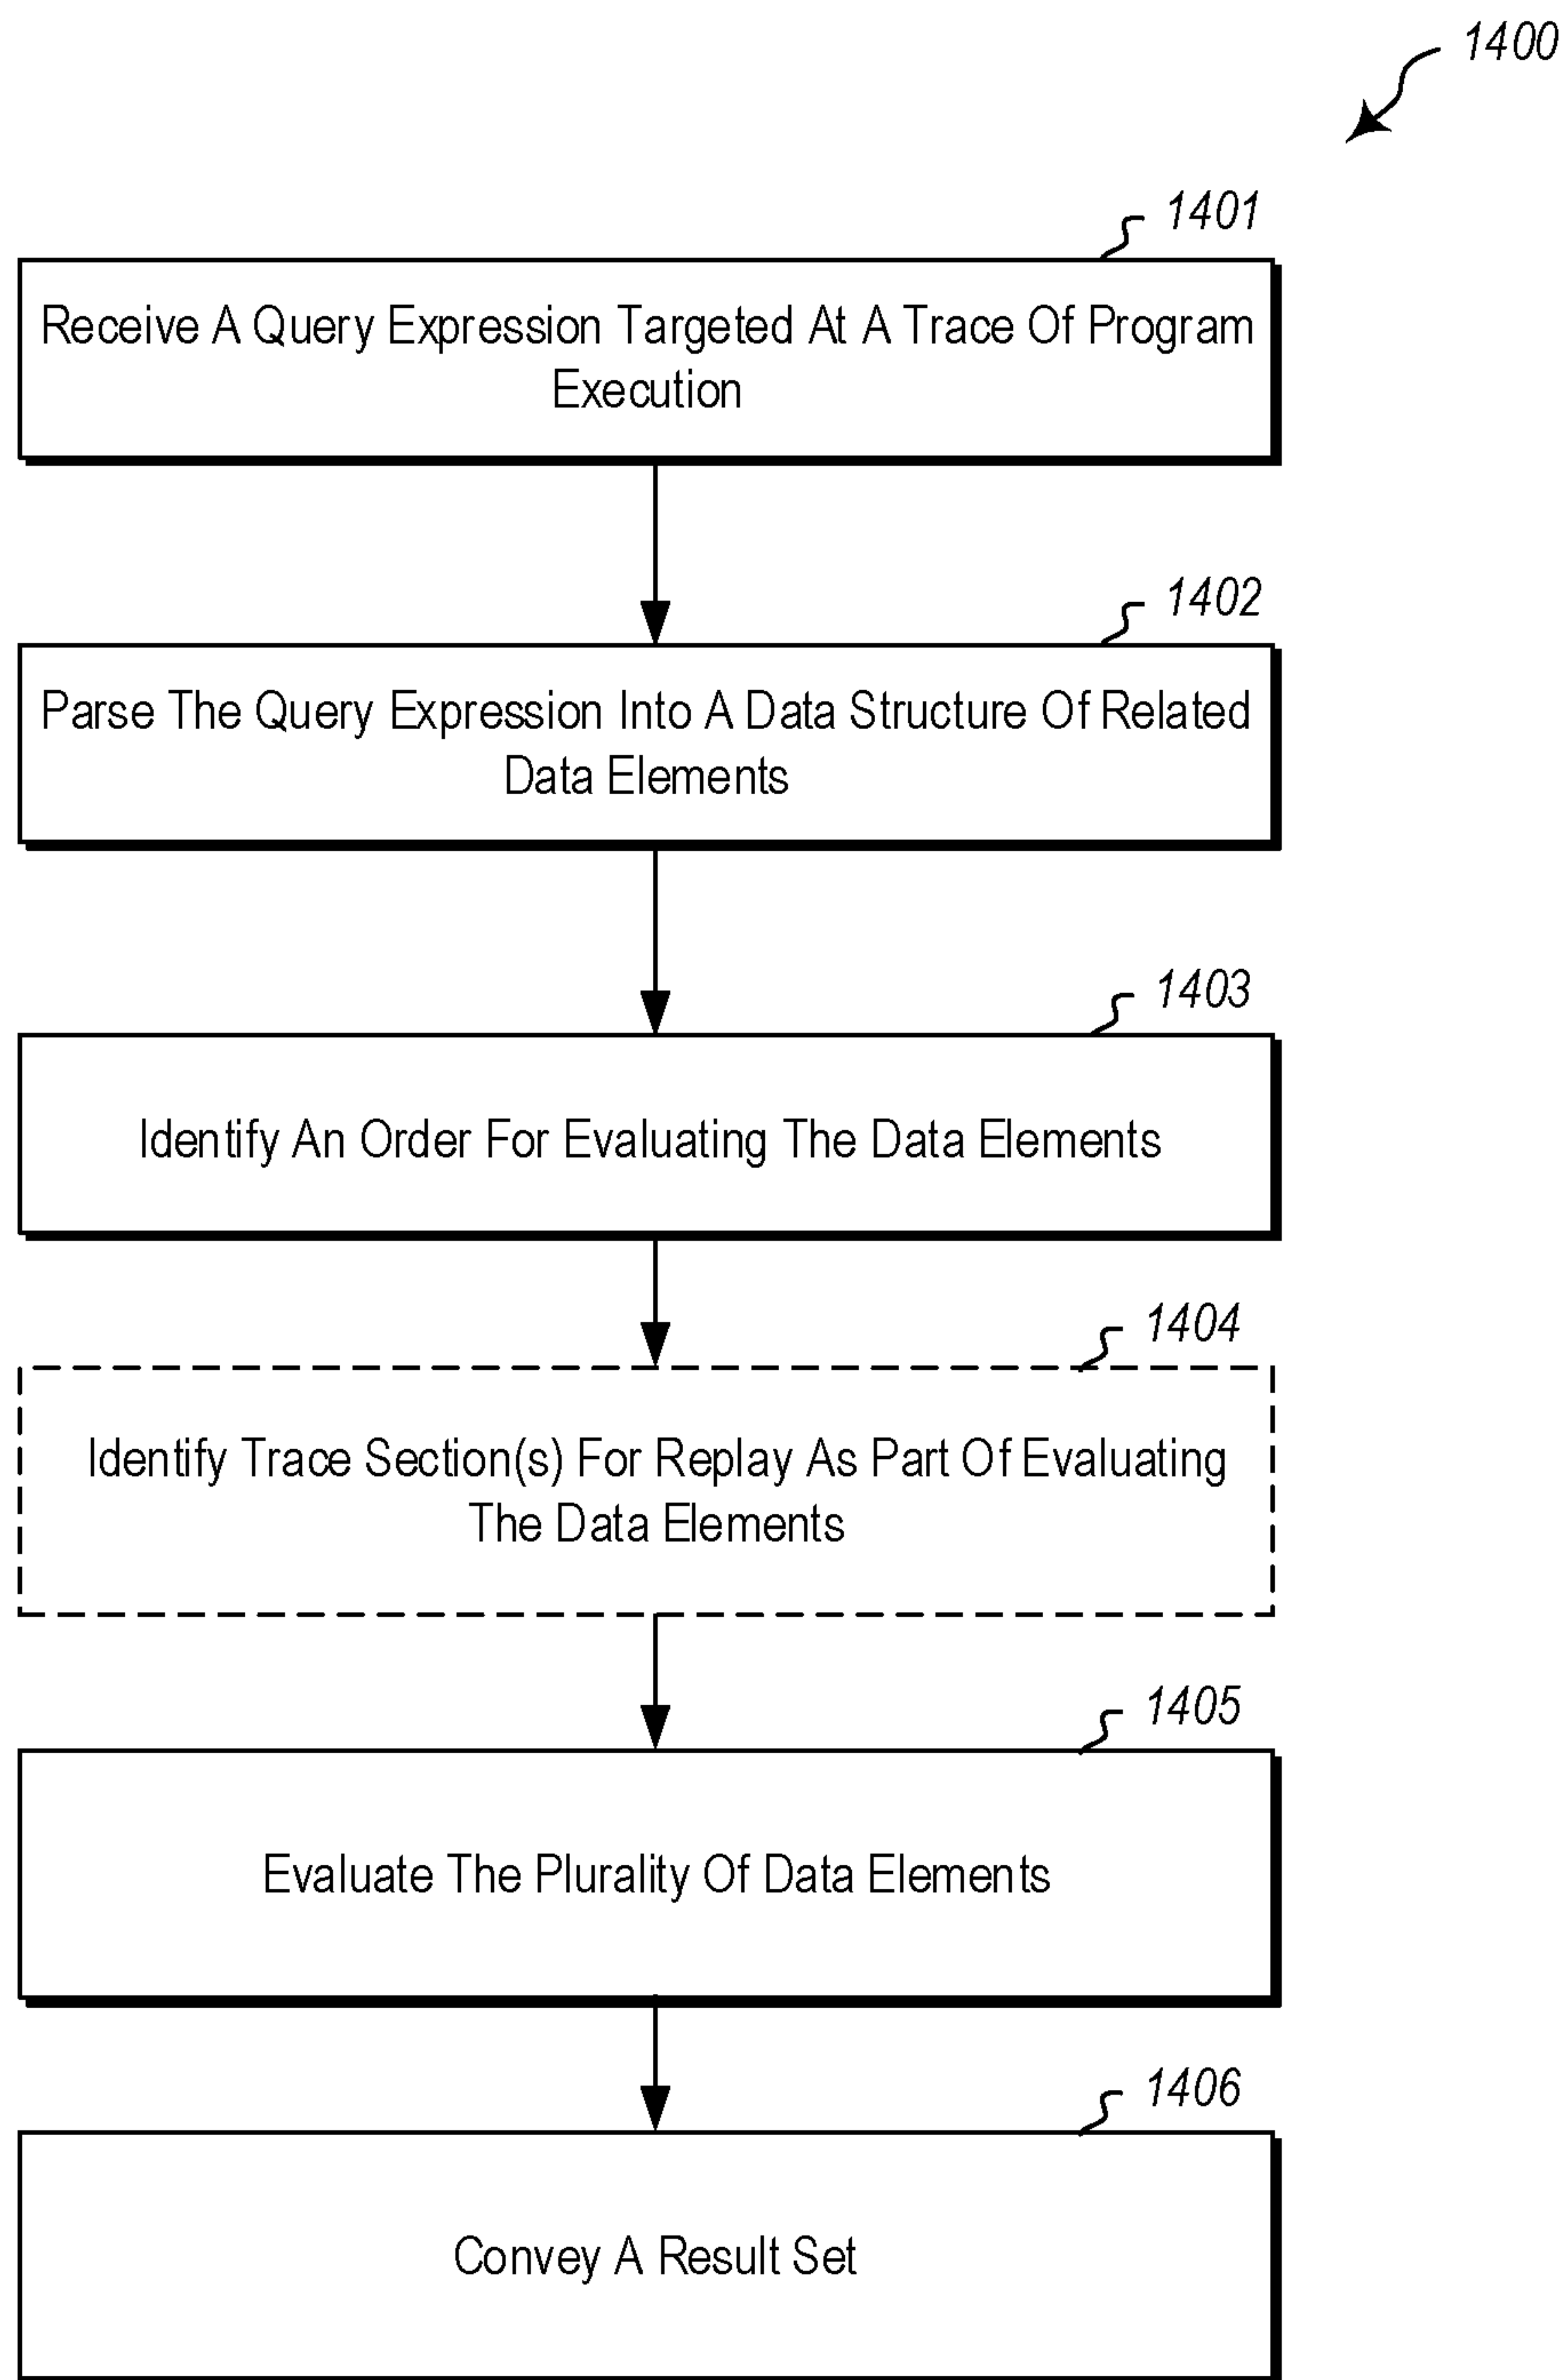 1400
1401
Receive A Query Expression Targeted At A Trace Of Program
Execution
1402
Parse The Query Expression Into A Data Structure Of Related
Data Elements
1403
Identify An Order For Evaluating The Data Elements
1404
Identify Trace Section(s) For Replay As Part Of Evaluating
The Data Elements
1405
Evaluate The Plurality Of Data Elements
1406
Convey A Result Set